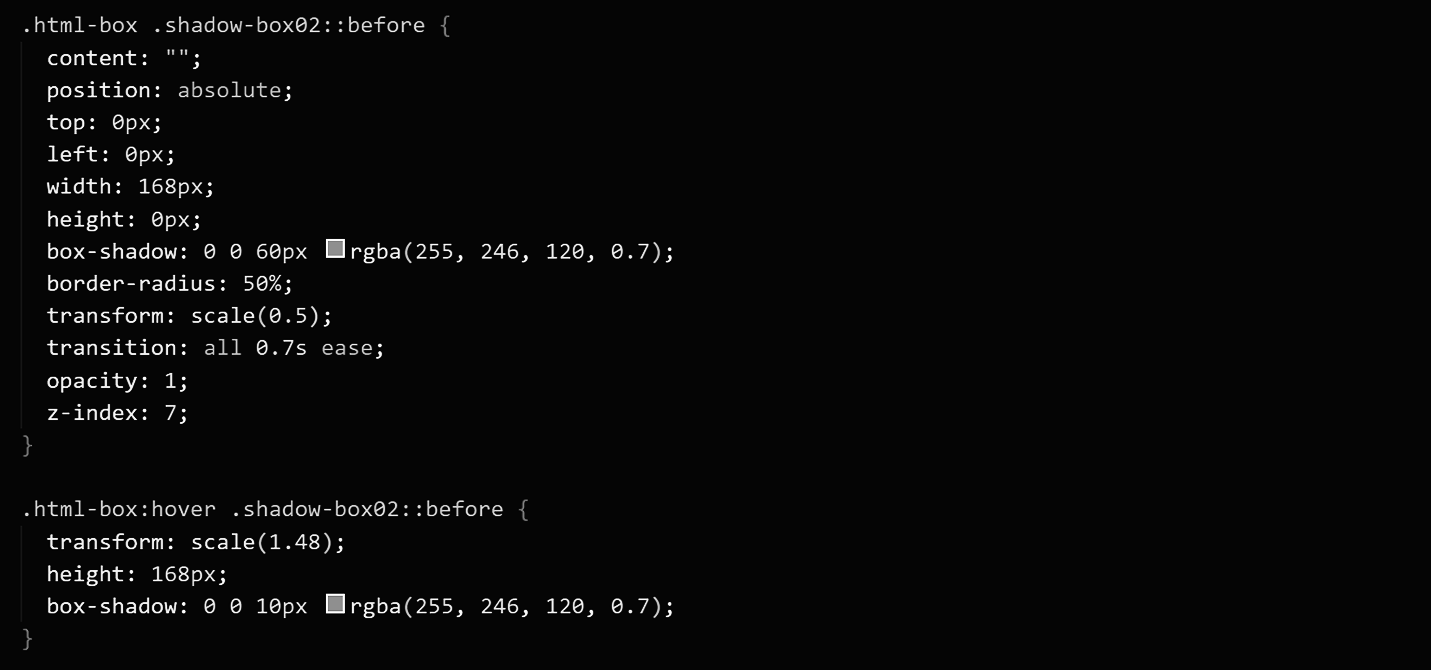 .html-box .shadow-box02::before {
content: "";
position: absolute;
top: 0px;
left: 0px;
width: 168px;
height: 0px;
box-shadow: 0 0 60px rgba(255, 246, 120, 0.7);
border-radius: 50%;
transform: scale(0.5);
transition: all 0.7s ease;
opacity: 1;
z-index: 7;
}
.html-box:hover .shadow-box02::before {
transform: scale(1.48);
height: 168px;
box-shadow: 0 0 10px rgba(255, 246, 120, 0.7);
}